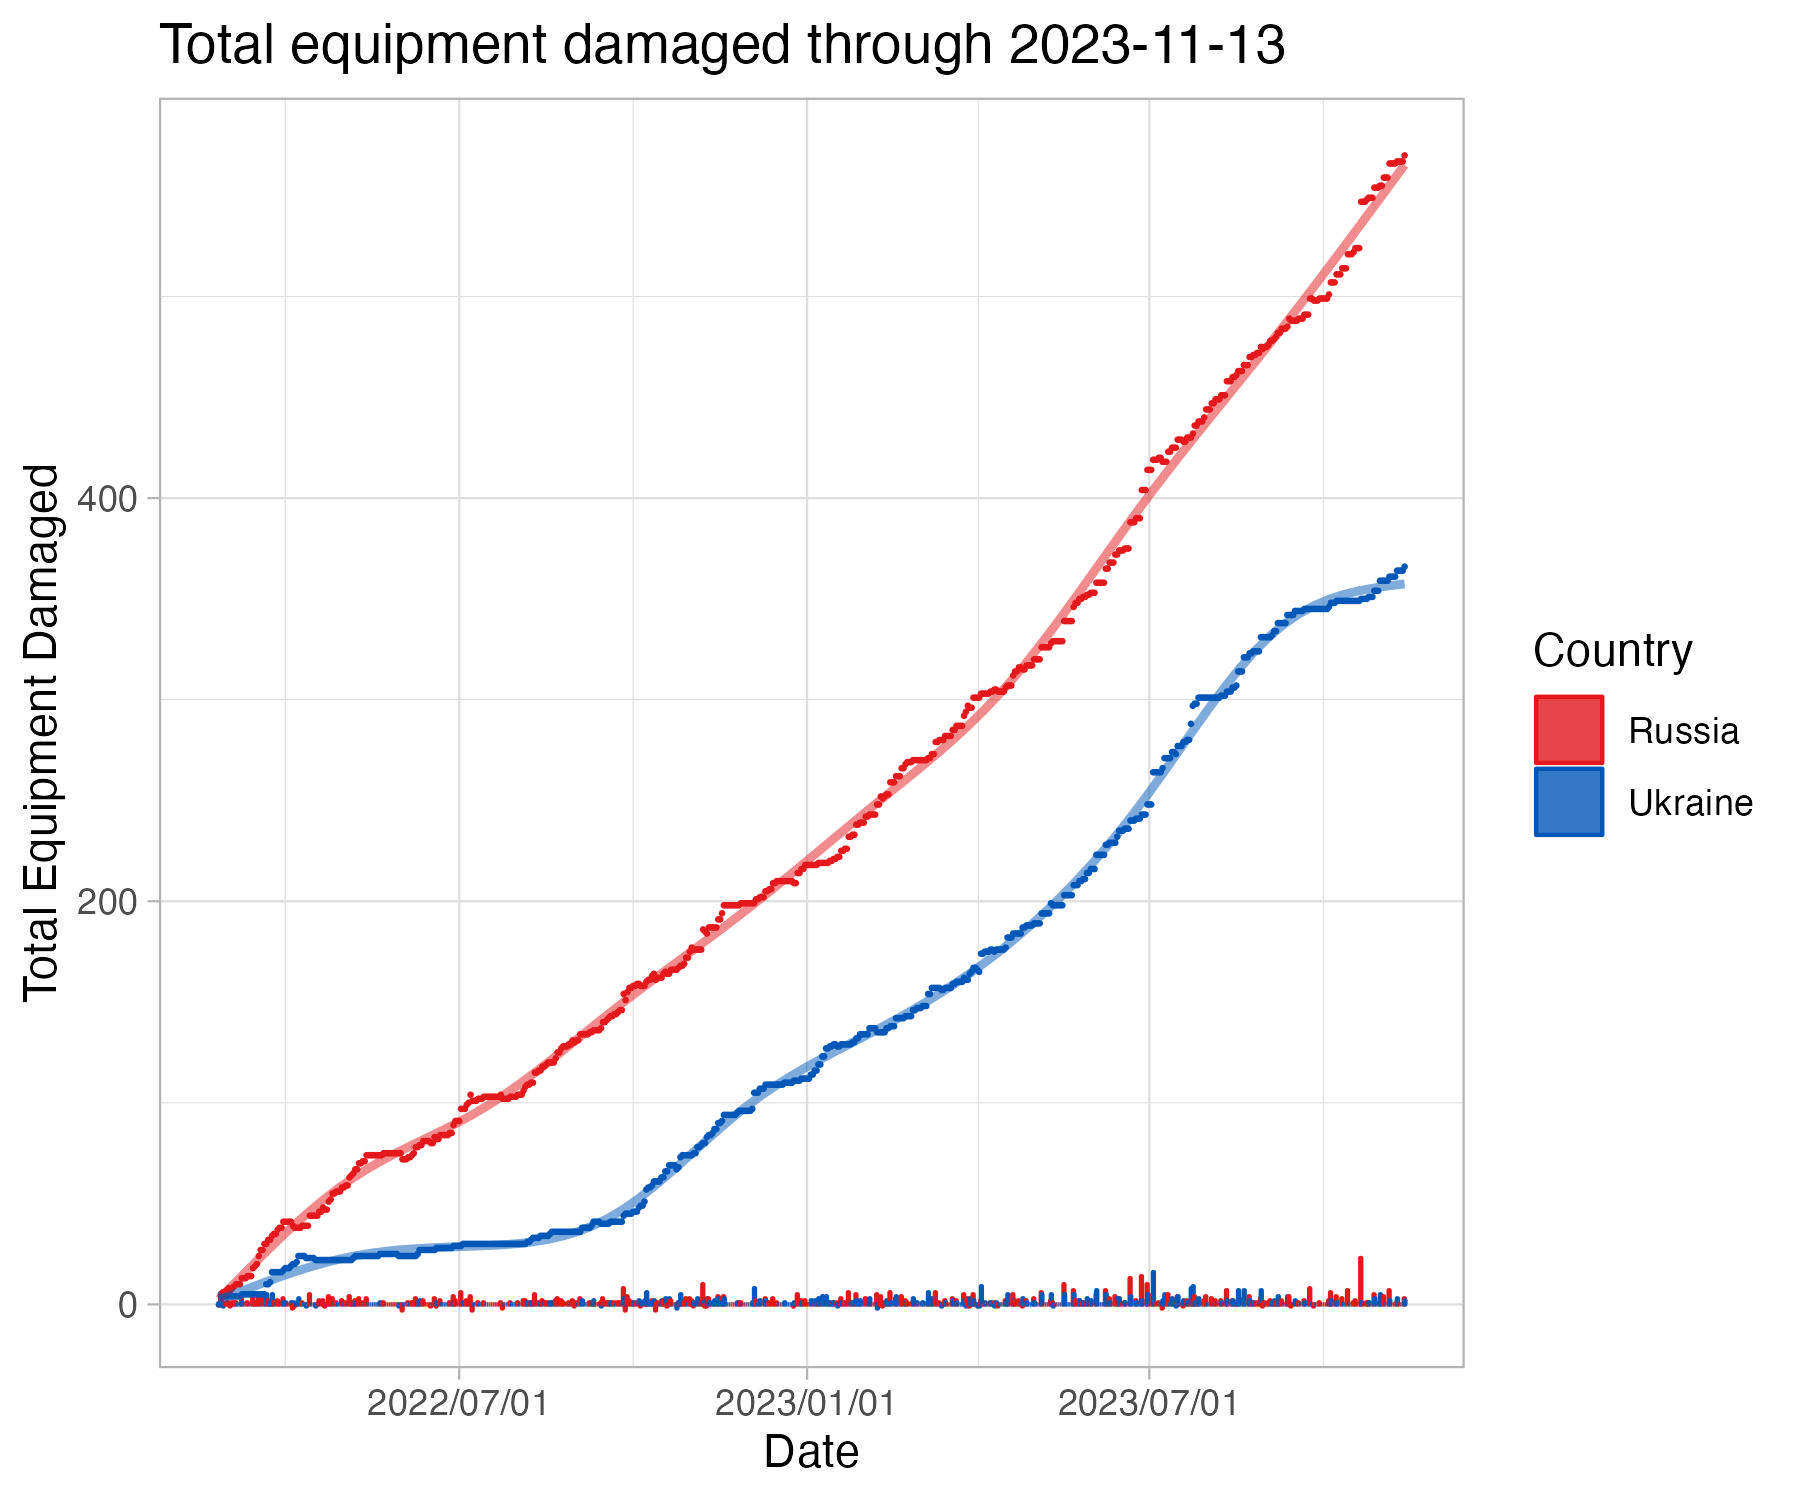 Total equipment damaged through 2023-11-13
Total Equipment Damaged
400
200
0
2022/07/01
2023/01/01
2023/07/01
Date
Country
Russia
Ukraine